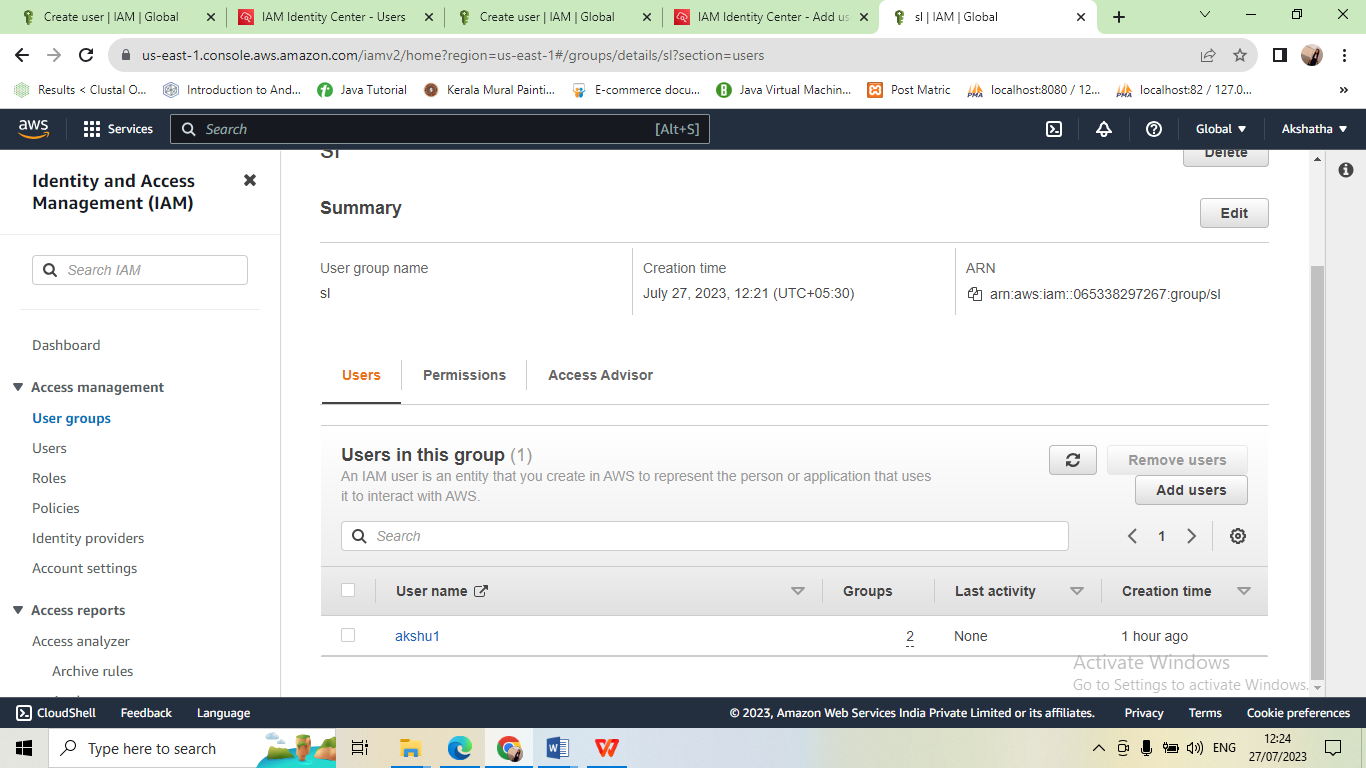 Create user | IAM | Global
IAM Identity Center - Users
Create user | IAM | Global
IAM Identity Center - Add us
sl | IAM | Global
us-east-1.console.aws.amazon.com/iamv2/home?region=us-east-1#/groups/details/sl?section=users
Results < Clustal O...
Introduction to And...
Java Tutorial
Kerala Mural Painti...
E-commerce docu...
Java Virtual Machin...
Post Matric
localhost:8080 / 12...
localhost:82 / 127.0...
»
aws
Services
Search
[Alt+S]
Global
Akshatha
Identity and Access
Management (IAM)
Search IAM
Dashboard
Access management
User groups
Users
Roles
Policies
Identity providers
Account settings
Access reports
Access analyzer
Archive rules
sl
Delete
Summary
Edit
User group name
sl
Creation time
July 27, 2023, 12:21 (UTC+05:30)
ARN
arn:aws:iam::065338297267:group/sl
Users
Permissions
Access Advisor
Users in this group (1)
An IAM user is an entity that you create in AWS to represent the person or application that uses
it to interact with AWS.
Remove users
Add users
Search
1
User name
Groups
Last activity
Creation time
akshu1
2
None
1 hour ago
Activate Windows
Go to Settings to activate Windows.
CloudShell
Feedback
Language
© 2023, Amazon Web Services India Private Limited or its affiliates.
Privacy
Terms
Cookie preferences
Type here to search
ENG
12:24
27/07/2023